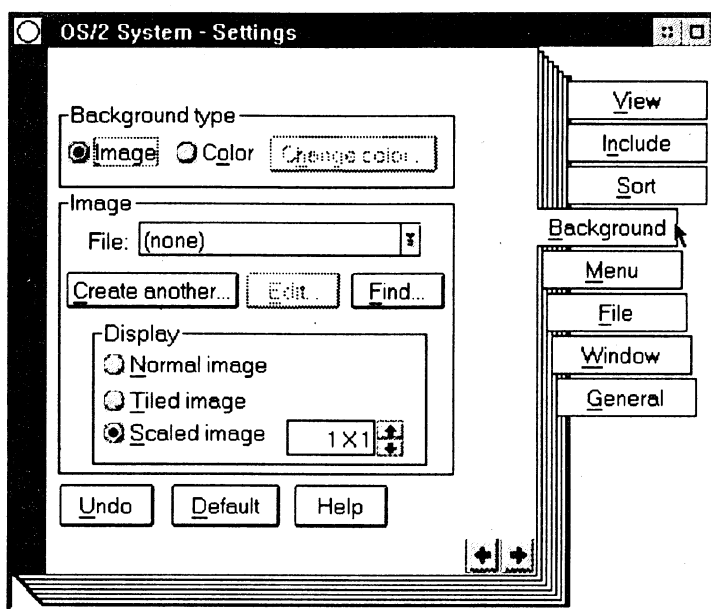 OS/2 System - Settings
Background type
Image Color Change color..
Image
File: (none)
Create another... Edit.. Find...
Display
Normal image
Tiled image
Scaled image 1X1
Undo Default Help
View
Include
Sort
Background
Menu
File
Window
General